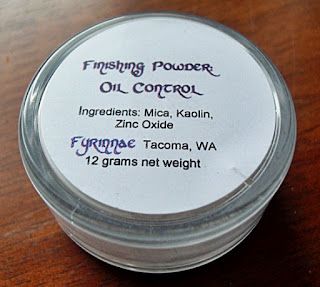 Finishing Powder:
Oil Control
Ingredients: Mica, Kaolin,
Zinc Oxide
Fyrinnae Tacoma, WA
12 grams net weight